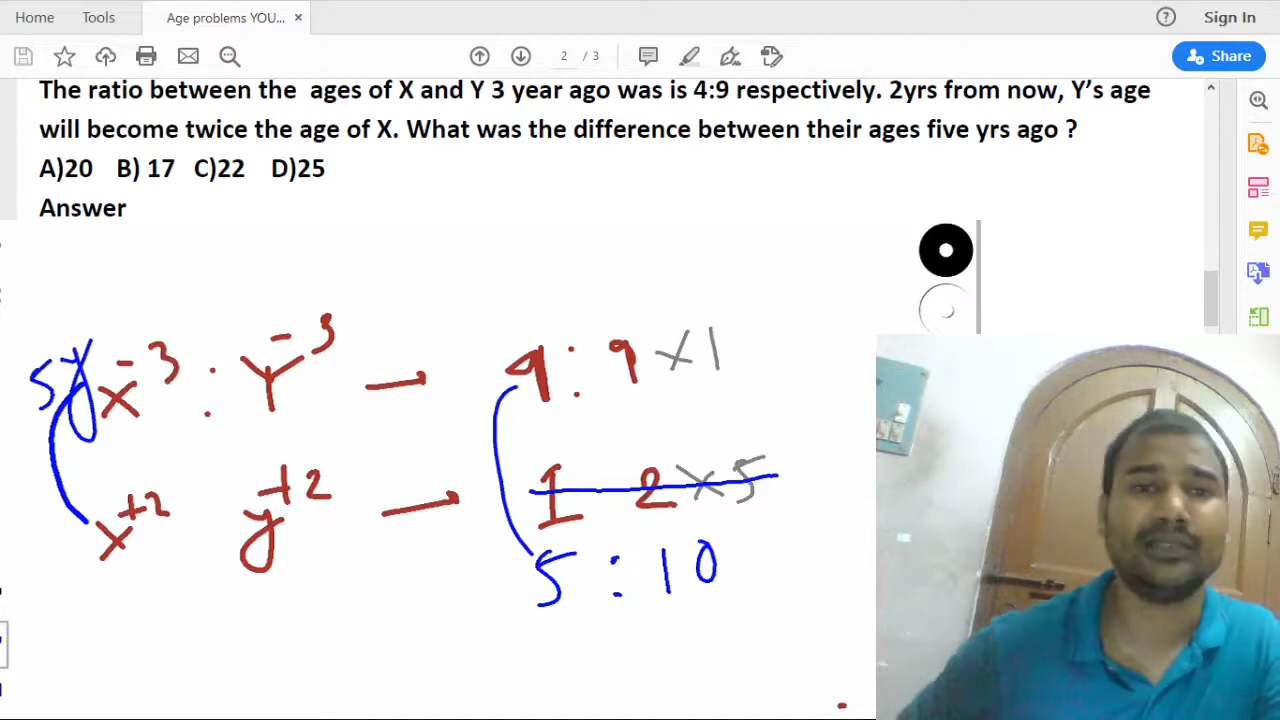 Home Tools Age problems YOU... × Sign In
2 / 3 Share
The ratio between the ages of X and Y 3 year ago was is 4:9 respectively. 2yrs from now, Y's age
will become twice the age of X. What was the difference between their ages five yrs ago ?
A)20 B) 17 C)22 D)25
Answer
5y x-3 : Y-3 → 4 : 9 ×1
x+2 y+2 → 1 2 ×5
5 : 10